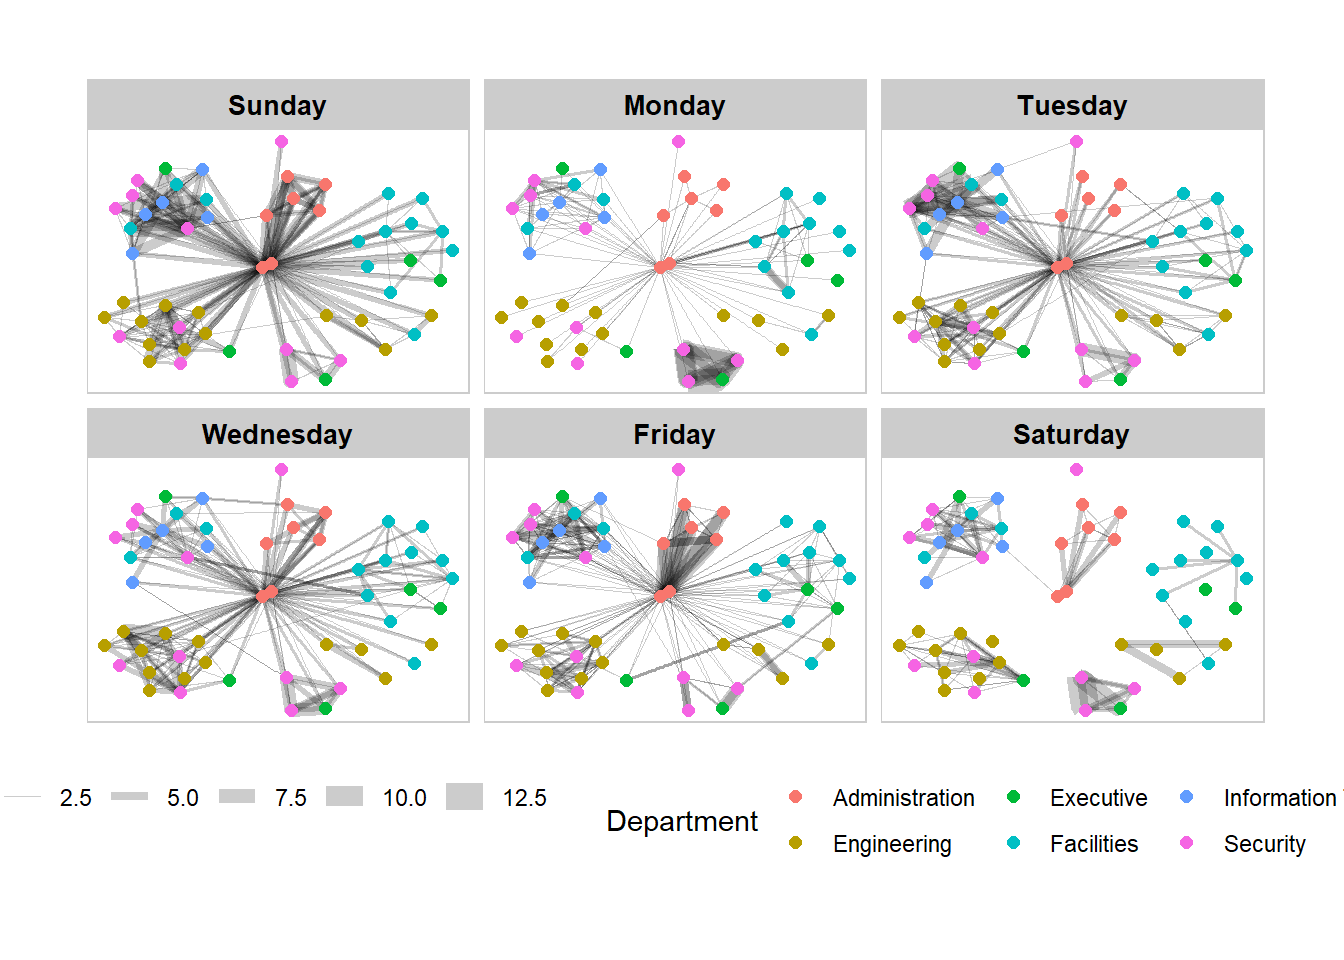 Sunday
Monday
Tuesday
Wednesday
Friday
Saturday
2.5 5.0 7.5 10.0 12.5
Department
Administration Executive Information
Engineering Facilities Security